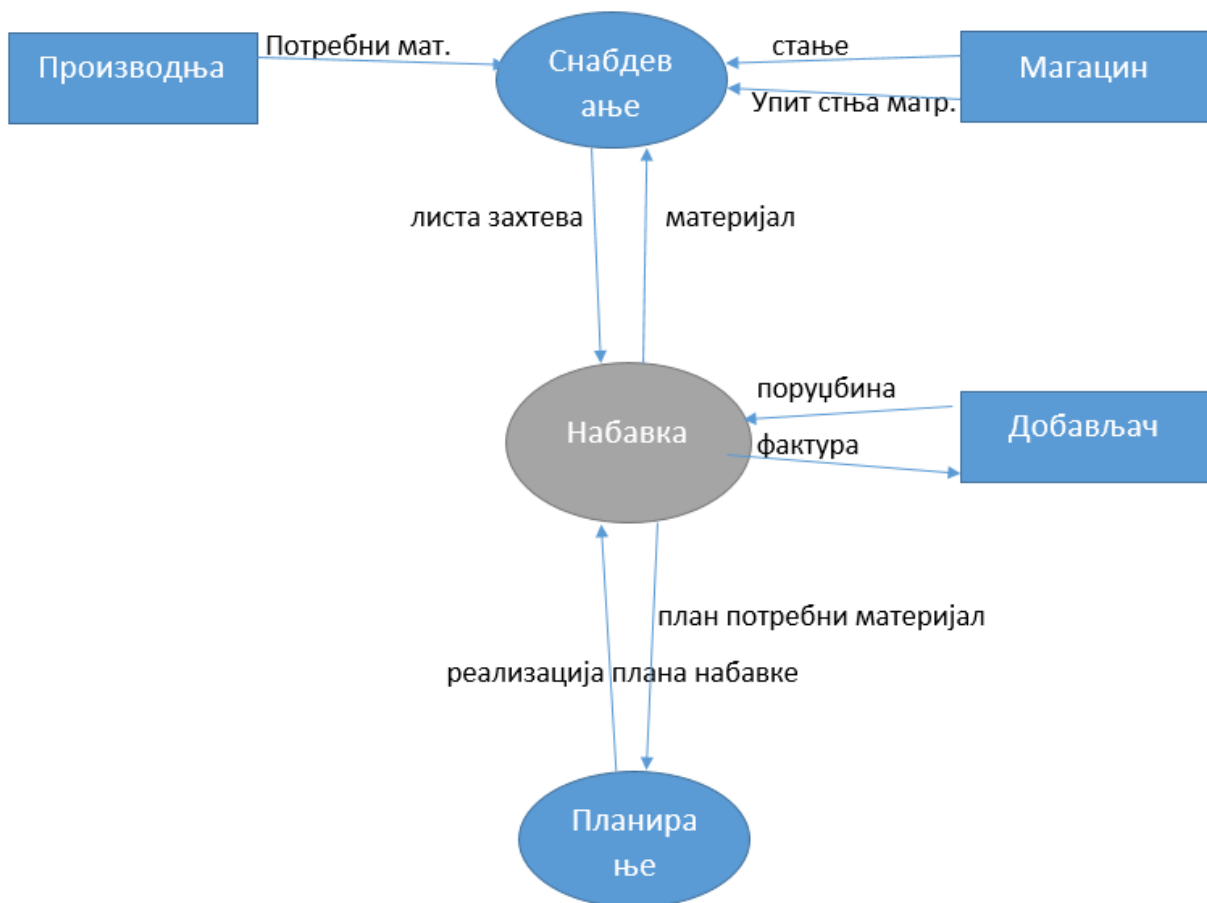 Производња
Потребни мат.
Снабдев
ање
стање
Упит стња матр.
Магацин
листа захтева
материјал
Набавка
поруџбина
фактура
Добављач
план потребни материјал
реализација плана набавке
Планира
ње